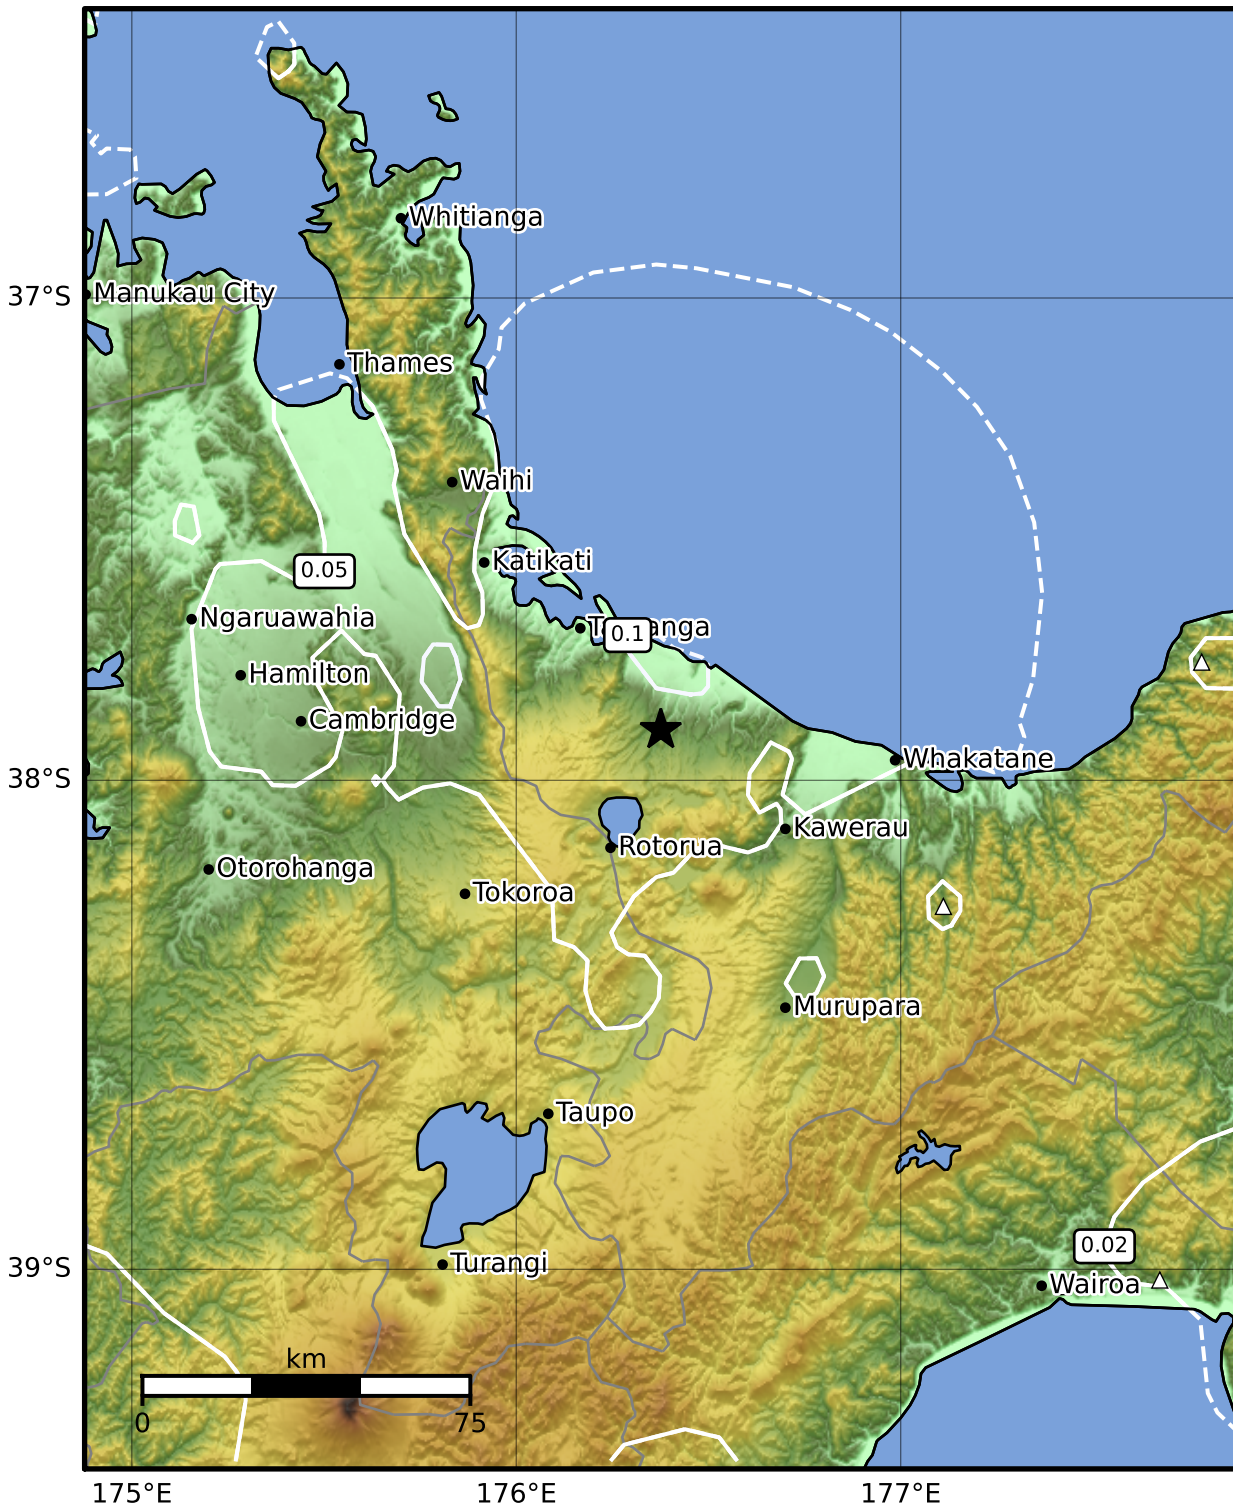 Whitianga
37°S
Manukau City
Thames
Waihi
Katikati
0.05
Ngaruawahia
0.1
Hamilton
Cambridge
38°S
Whakatane
Kawerau
Rotorua
Otorohanga
Tokoroa
Murupara
Taupo
0.02
39°S
Turangi
Wairoa
km
0
75
175°E
176°E
177°E